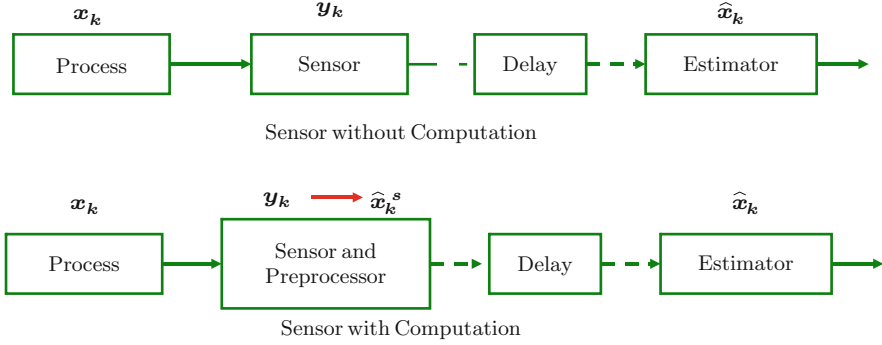 x_k y_k x̂_k
Process Sensor Delay Estimator
Sensor without Computation
x_k y_k x̂_k^s x̂_k
Process Sensor and Preprocessor Delay Estimator
Sensor with Computation